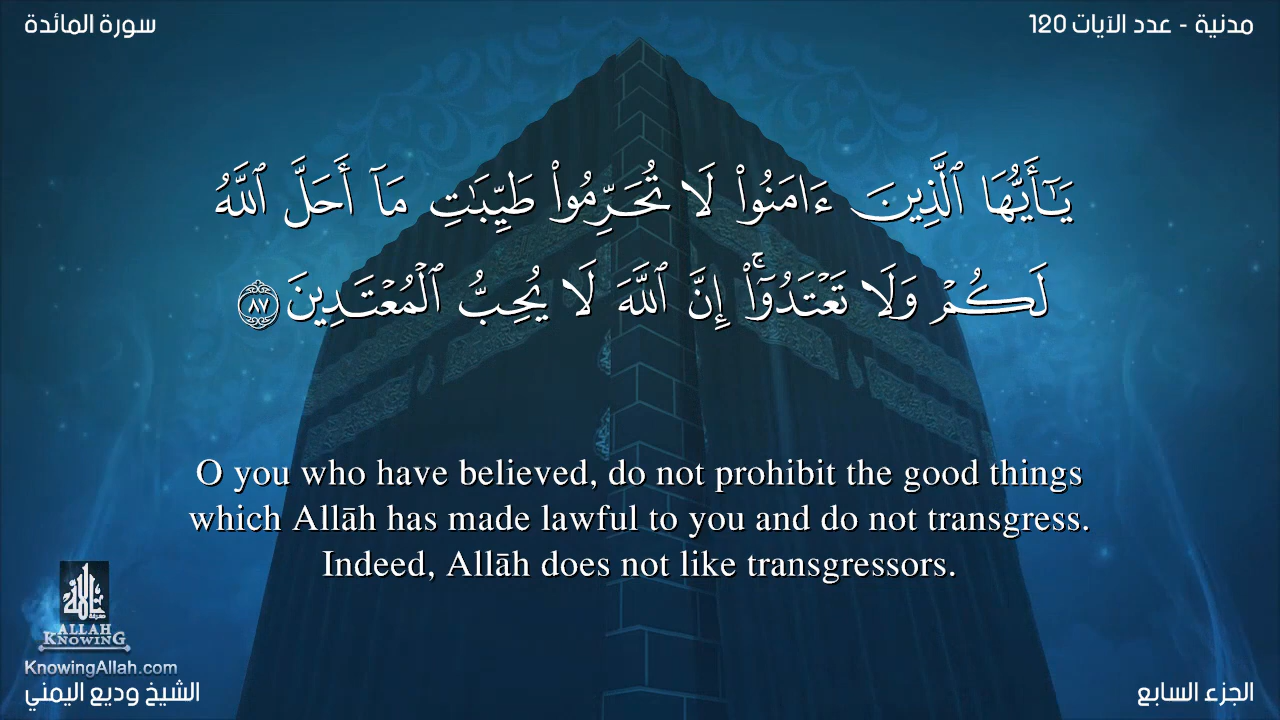 سورة المائدة
مدنية - عدد الآيات 120
يَٰٓأَيُّهَا ٱلَّذِينَ ءَامَنُوا۟ لَا تُحَرِّمُوا۟ طَيِّبَٰتِ مَآ أَحَلَّ ٱللَّهُ
لَكُمْ وَلَا تَعْتَدُوٓا۟ ۚ إِنَّ ٱللَّهَ لَا يُحِبُّ ٱلْمُعْتَدِينَ ٨٧
O you who have believed, do not prohibit the good things
which Allāh has made lawful to you and do not transgress.
Indeed, Allāh does not like transgressors.
ALLAH
KNOWING
KnowingAllah.com
الشيخ وديع اليمني
الجزء السابع